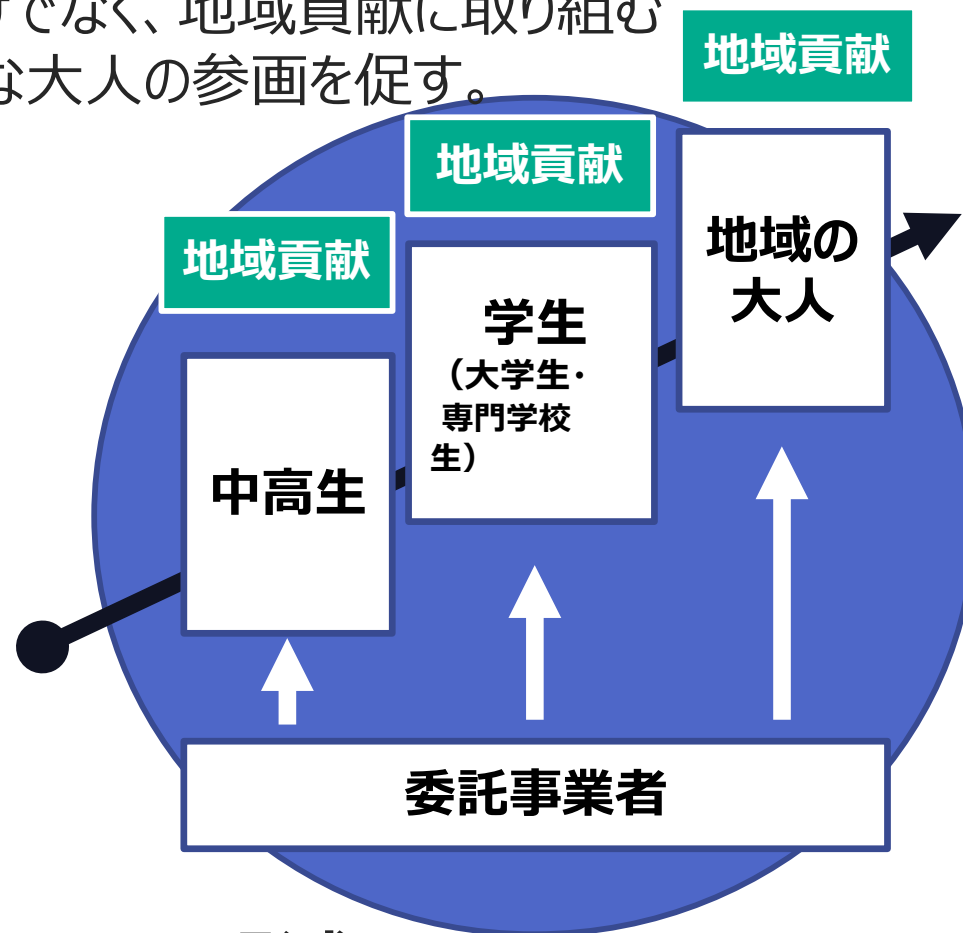 でなく、地域貢献に取り組む
な大人の参画を促す。
地域貢献
地域貢献
地域貢献
地域の
大人
学生
（大学生・
専門学校
生）
中高生
委託事業者